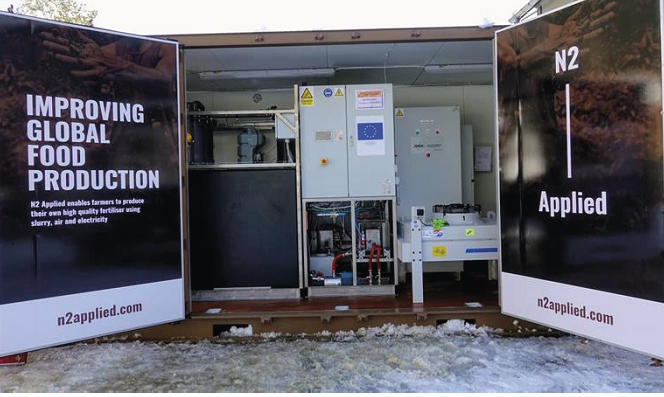 IMPROVING
GLOBAL
FOOD
PRODUCTION
N2 Applied enables farmers to produce
their own high quality fertiliser using
slurry, air and electricity
n2applied.com
N2
Applied
n2applied.com